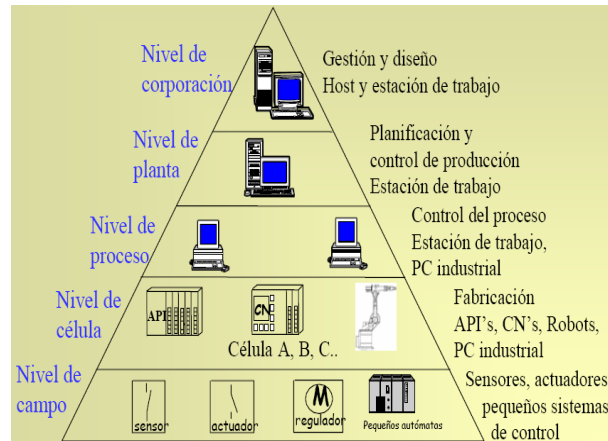 Nivel de
corporación
Gestión y diseño
Host y estación de trabajo
Nivel de
planta
Planificación y
control de producción
Estación de trabajo
Nivel de
proceso
Control del proceso
Estación de trabajo,
PC industrial
Nivel de
célula
API
CN
Célula A, B, C..
Fabricación
API's, CN's, Robots,
PC industrial
Nivel de
campo
sensor
actuador
M
regulador
Pequeños autómatas
Sensores, actuadores
pequeños sistemas
de control